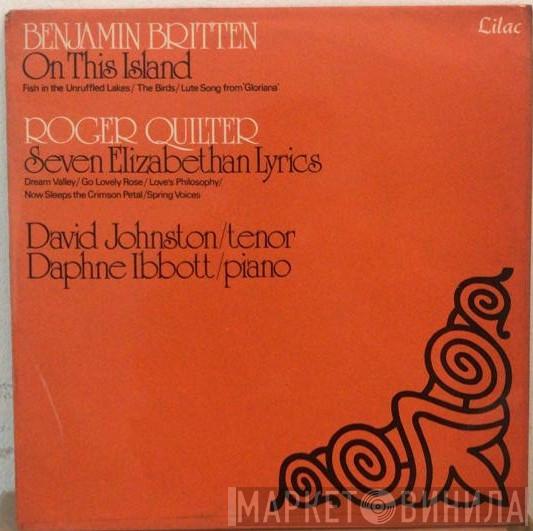 BENJAMIN BRITTEN
Lilac
On This Island
Fish in the Unruffled Lakes/ The Birds/ Lute Song from 'Gloriana'
ROGER QUILTER
Seven Elizabethan Lyrics
Dream Valley/ Go Lovely Rose/ Love's Philosophy/
Now Sleeps the Crimson Petal/Spring Voices
David Johnston/tenor
Daphne Ibbott/piano
МАРКЕТ ВИНИЛА